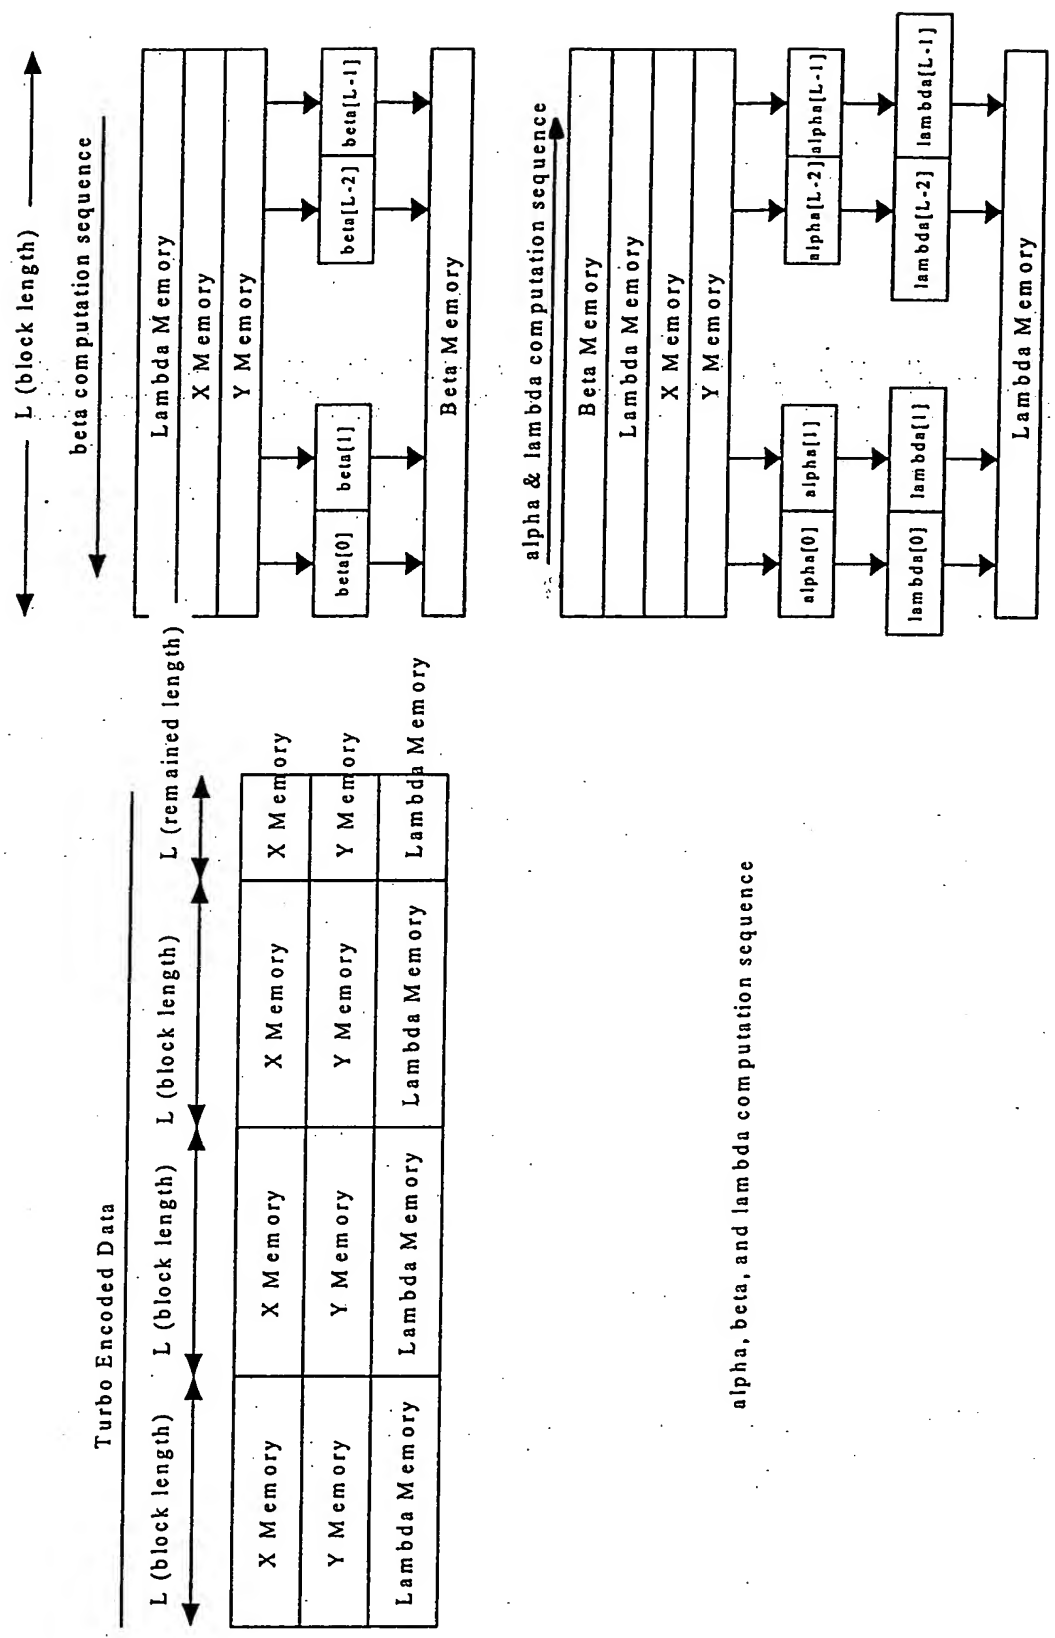 Turbo Encoded Data
L (block length)
L (block length)
L (block length)
L (remained length)
X Memory
X Memory
X Memory
X Memory
Y Memory
Y Memory
Y Memory
Y Memory
Lambda Memory
Lambda Memory
Lambda Memory
Lambda Memory
alpha, beta, and lambda computation sequence
L (block length)
beta computation sequence
Lambda Memory
X Memory
Y Memory
beta[0]
beta[1]
beta[L-2]
beta[L-1]
Beta Memory
alpha & lambda computation sequence
Beta Memory
Lambda Memory
X Memory
Y Memory
alpha[0]
alpha[1]
alpha[L-2]
alpha[L-1]
lambda[0]
lambda[1]
lambda[L-2]
lambda[L-1]
Lambda Memory